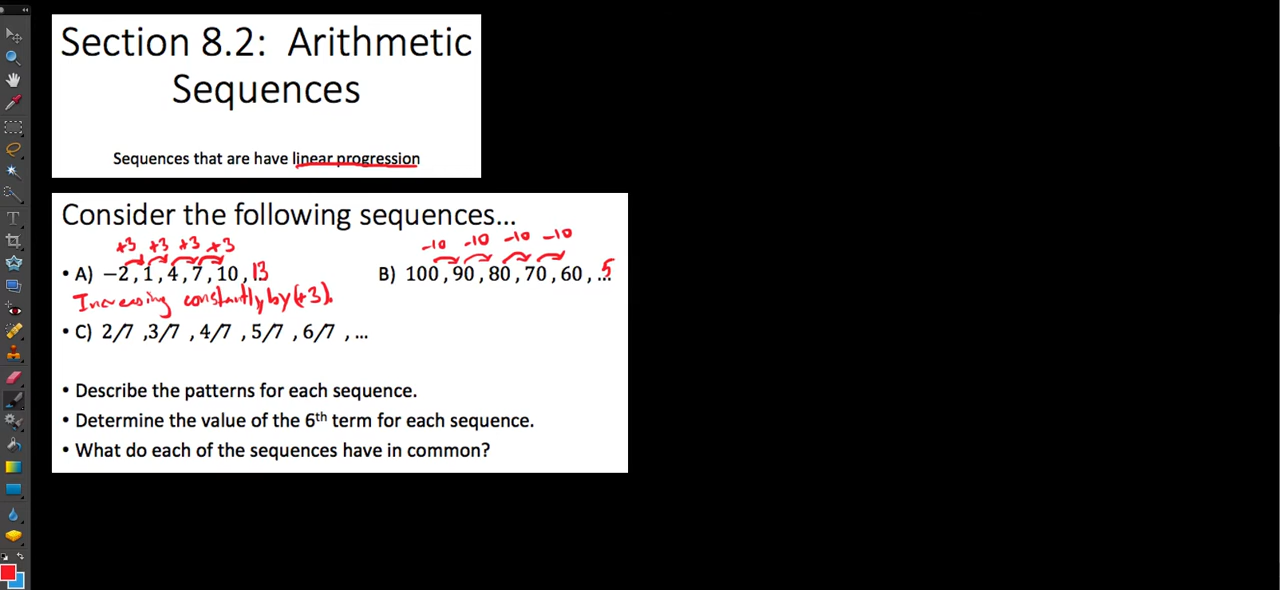 Section 8.2: Arithmetic
Sequences
Sequences that are have linear progression
Consider the following sequences...
+3 +3 +3 +3
-10 -10 -10 -10
• A) −2 , 1 , 4 , 7 , 10 , 13
B) 100 , 90 , 80 , 70 , 60 , ... 5
Increasing constantly by (+3).
• C) 2/7 ,3/7 , 4/7 , 5/7 , 6/7 , ...
• Describe the patterns for each sequence.
• Determine the value of the 6th term for each sequence.
• What do each of the sequences have in common?
T